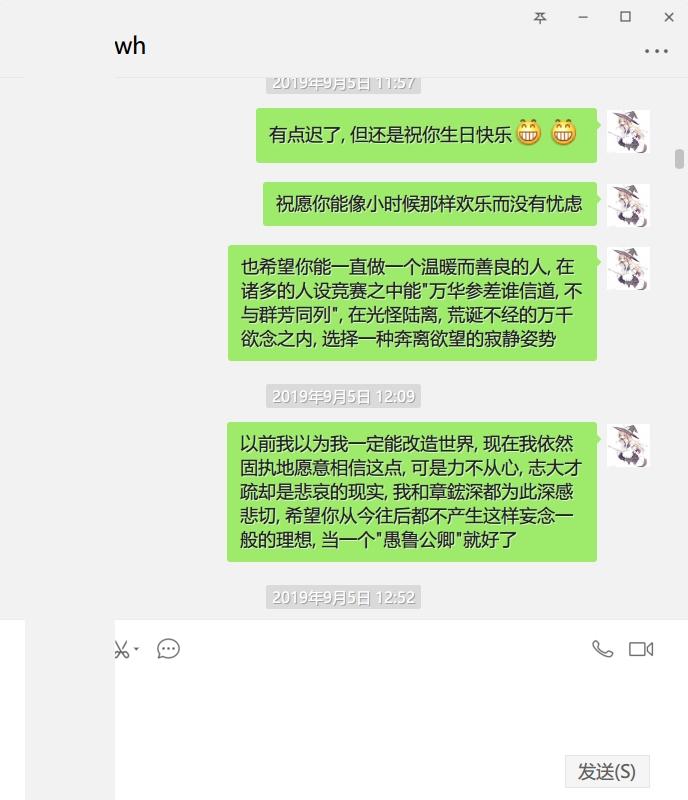 wh
2019年9月5日 11:57
有点迟了, 但还是祝你生日快乐
祝愿你能像小时候那样欢乐而没有忧虑
也希望你能一直做一个温暖而善良的人, 在
诸多的人设竞赛之中能"万华参差谁信道, 不
与群芳同列", 在光怪陆离, 荒诞不经的万千
欲念之内, 选择一种奔离欲望的寂静姿势
2019年9月5日 12:09
以前我以为我一定能改造世界, 现在我依然
固执地愿意相信这点, 可是力不从心, 志大才
疏却是悲哀的现实, 我和章鋐深都为此深感
悲切, 希望你从今往后都不产生这样妄念一
般的理想, 当一个"愚鲁公卿"就好了
2019年9月5日 12:52
发送(S)